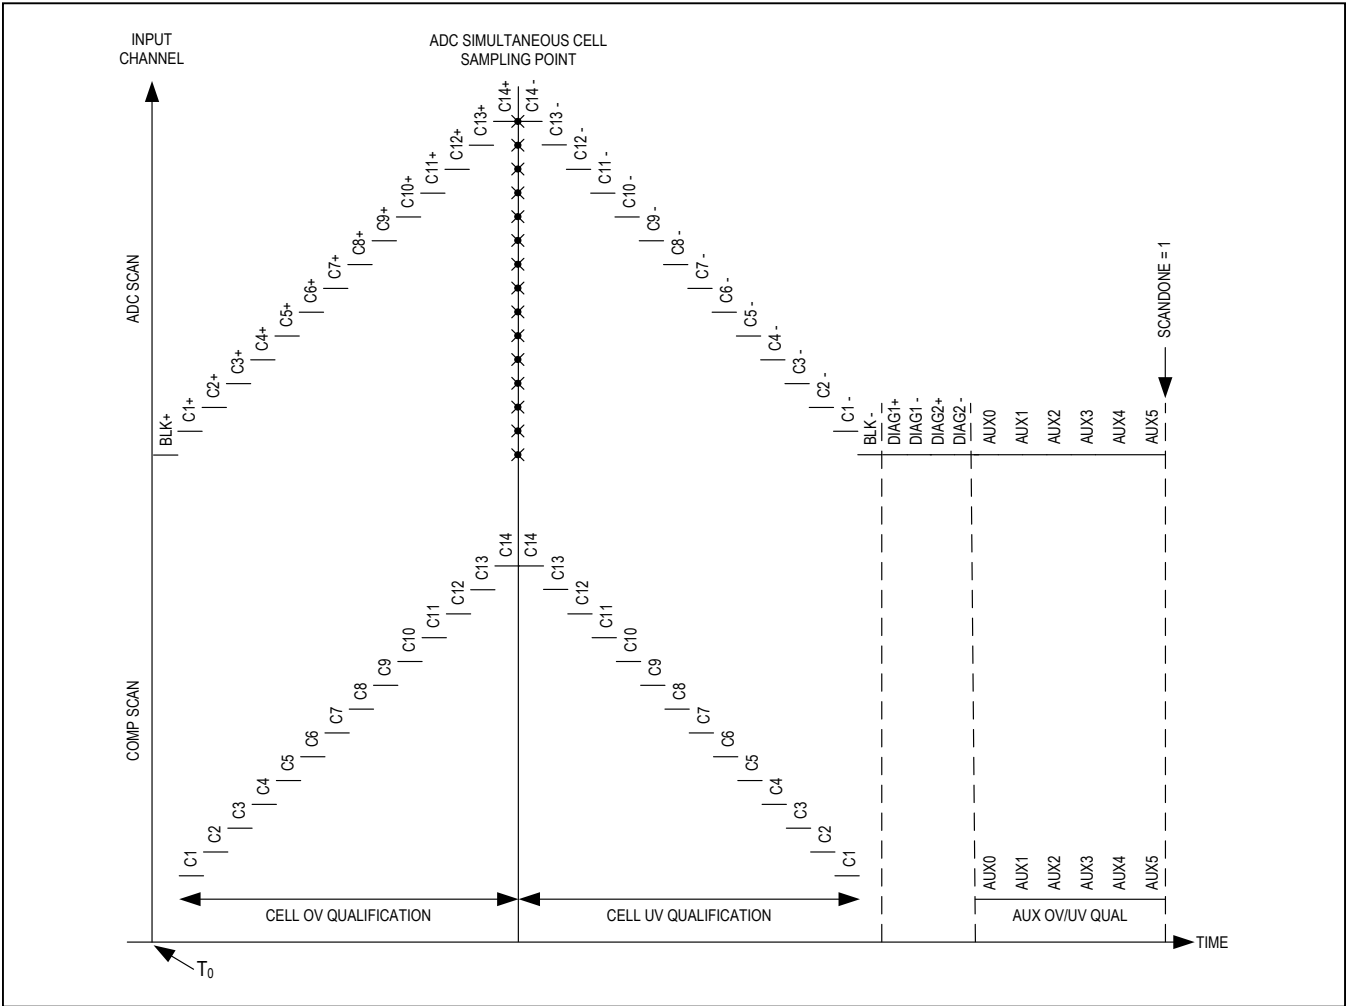 INPUT
CHANNEL
ADC SIMULTANEOUS CELL
SAMPLING POINT
ADC SCAN
BLK+
C1+
C2+
C3+
C4+
C5+
C6+
C7+
C8+
C9+
C10+
C11+
C12+
C13+
C14+
C14 -
C13 -
C12 -
C11 -
C10 -
C9 -
C8 -
C7 -
C6 -
C5 -
C4 -
C3 -
C2 -
C1 -
BLK -
DIAG1+
DIAG1 -
DIAG2+
DIAG2 -
AUX0
AUX1
AUX2
AUX3
AUX4
AUX5
SCANDONE = 1
COMP SCAN
C1
C2
C3
C4
C5
C6
C7
C8
C9
C10
C11
C12
C13
C14
C14
C13
C12
C11
C10
C9
C8
C7
C6
C5
C4
C3
C2
C1
AUX0
AUX1
AUX2
AUX3
AUX4
AUX5
CELL OV QUALIFICATION
CELL UV QUALIFICATION
AUX OV/UV QUAL
TIME
T0